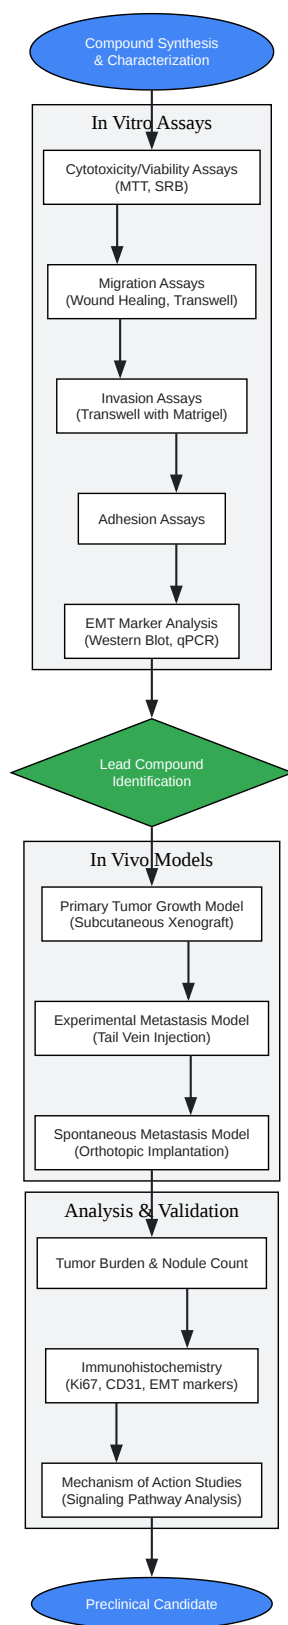 Compound Synthesis
& Characterization
In Vitro Assays
Cytotoxicity/Viability Assays
(MTT, SRB)
Migration Assays
(Wound Healing, Transwell)
Invasion Assays
(Transwell with Matrigel)
Adhesion Assays
EMT Marker Analysis
(Western Blot, qPCR)
Lead Compound
Identification
In Vivo Models
Primary Tumor Growth Model
(Subcutaneous Xenograft)
Experimental Metastasis Model
(Tail Vein Injection)
Spontaneous Metastasis Model
(Orthotopic Implantation)
Analysis & Validation
Tumor Burden & Nodule Count
Immunohistochemistry
(Ki67, CD31, EMT markers)
Mechanism of Action Studies
(Signaling Pathway Analysis)
Preclinical Candidate